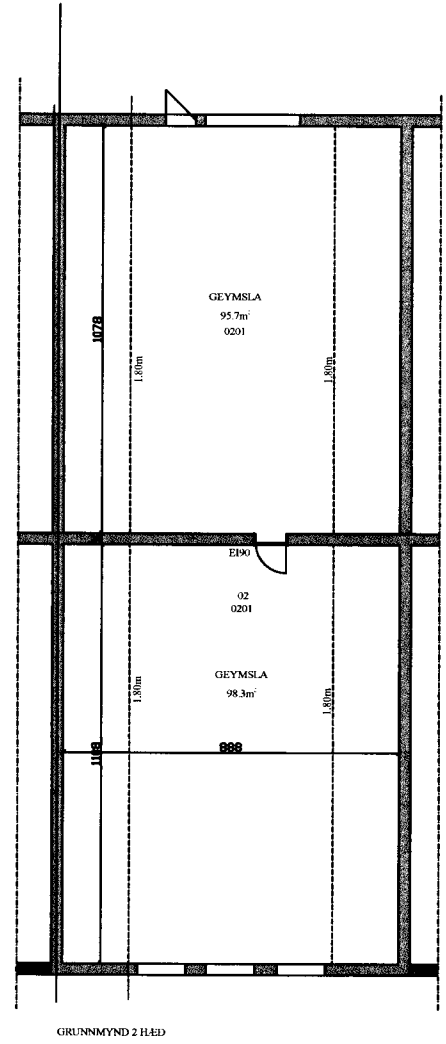 GEYMSLA
95.7m²
0201
1078
1.80m
1.80m
EI90
02
0201
GEYMSLA
98.3m²
1.80m
1.80m
888
1108
GRUNNMYND 2 HÆÐ